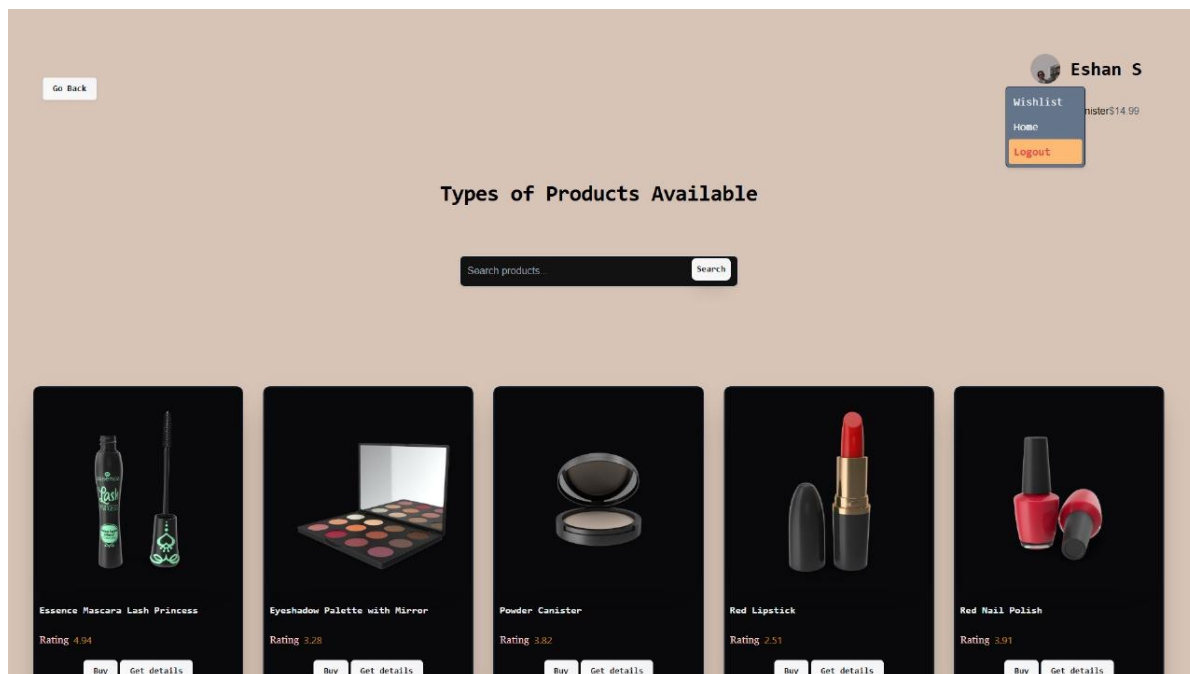 Eshan S
Go Back
Wishlist
nister$14.99
Home
Logout
Types of Products Available
Search products...
Search
essence
Lash
PRINCESS
Essence Mascara Lash Princess
Rating 4.94
Buy
Get details
Eyeshadow Palette with Mirror
Rating 3.28
Buy
Get details
Powder Canister
Rating 3.82
Buy
Get details
Red Lipstick
Rating 2.51
Buy
Get details
Red Nail Polish
Rating 3.91
Buy
Get details